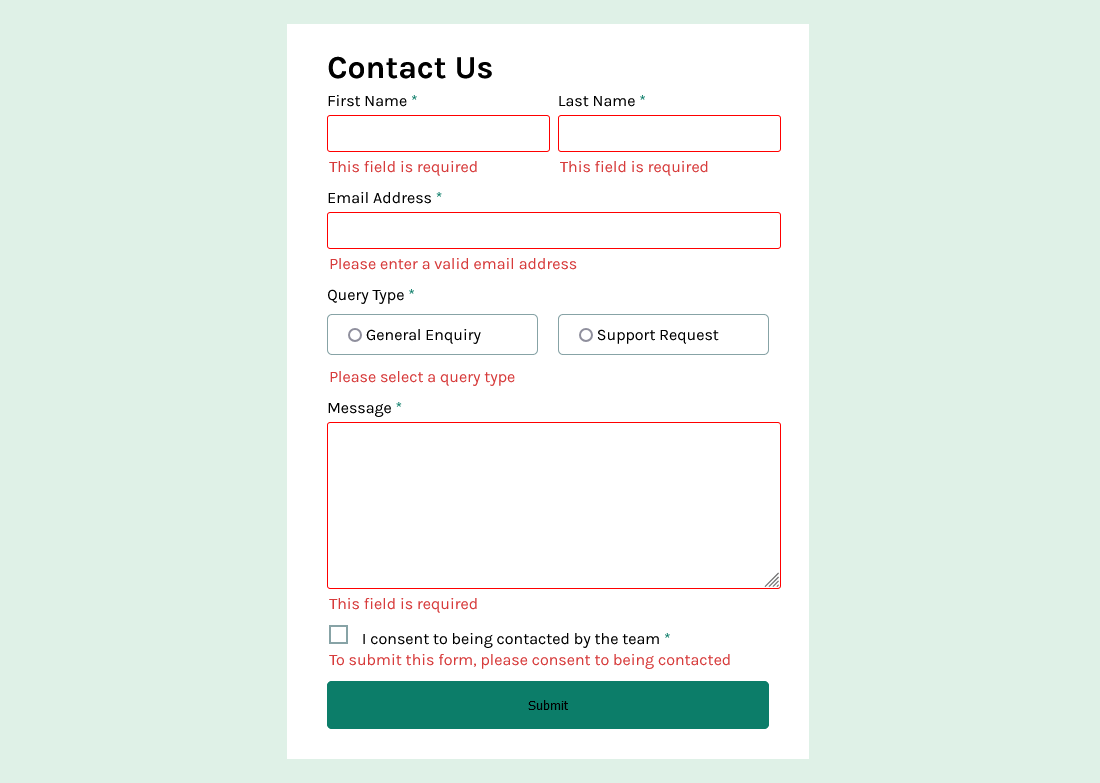 Contact Us
First Name * Last Name *
This field is required This field is required
Email Address *
Please enter a valid email address
Query Type *
General Enquiry Support Request
Please select a query type
Message *
This field is required
I consent to being contacted by the team *
To submit this form, please consent to being contacted
Submit